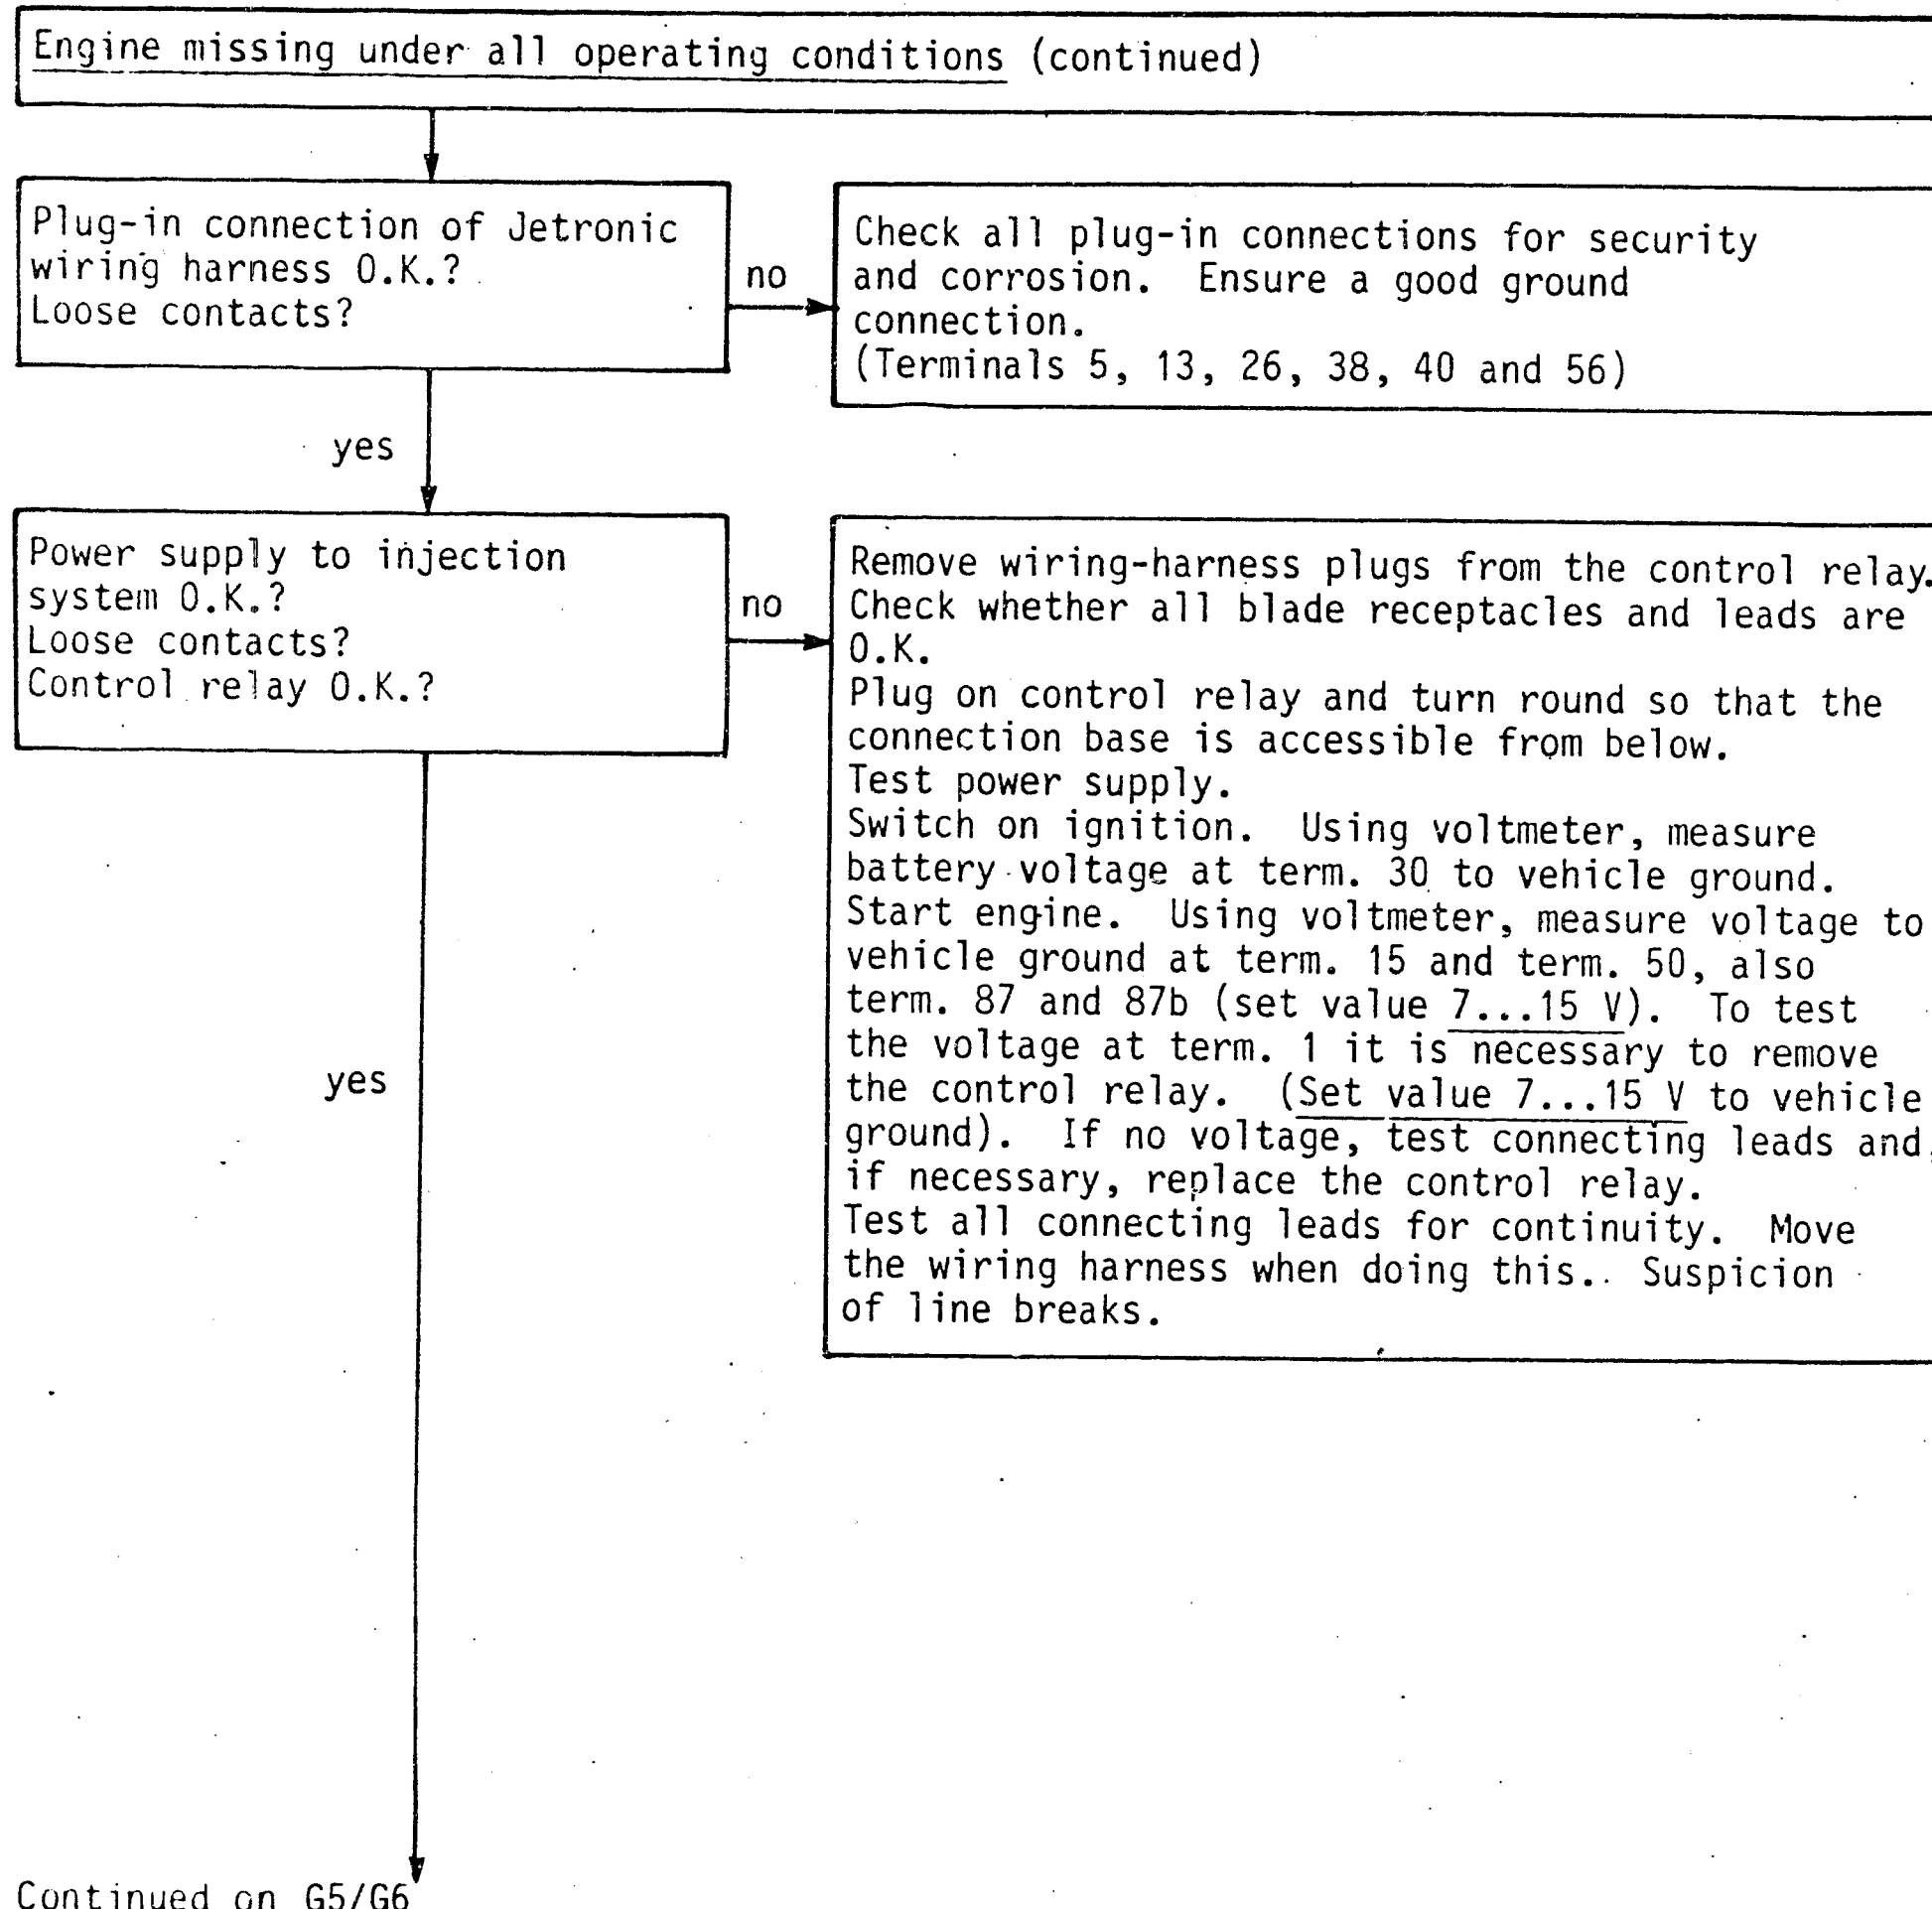 Engine missing under all operating conditions (continued)
Plug-in connection of Jetronic
wiring harness O.K.?
Loose contacts?
no
Check all plug-in connections for security
and corrosion. Ensure a good ground
connection.
(Terminals 5, 13, 26, 38, 40 and 56)
yes
Power supply to injection
system O.K.?
Loose contacts?
Control relay O.K.?
no
Remove wiring-harness plugs from the control relay.
Check whether all blade receptacles and leads are
O.K.
Plug on control relay and turn round so that the
connection base is accessible from below.
Test power supply.
Switch on ignition. Using voltmeter, measure
battery voltage at term. 30 to vehicle ground.
Start engine. Using voltmeter, measure voltage to
vehicle ground at term. 15 and term. 50, also
term. 87 and 87b (set value 7...15 V). To test
the voltage at term. 1 it is necessary to remove
the control relay. (Set value 7...15 V to vehicle
ground). If no voltage, test connecting leads and,
if necessary, replace the control relay.
Test all connecting leads for continuity. Move
the wiring harness when doing this. Suspicion
of line breaks.
yes
Continued on G5/G6